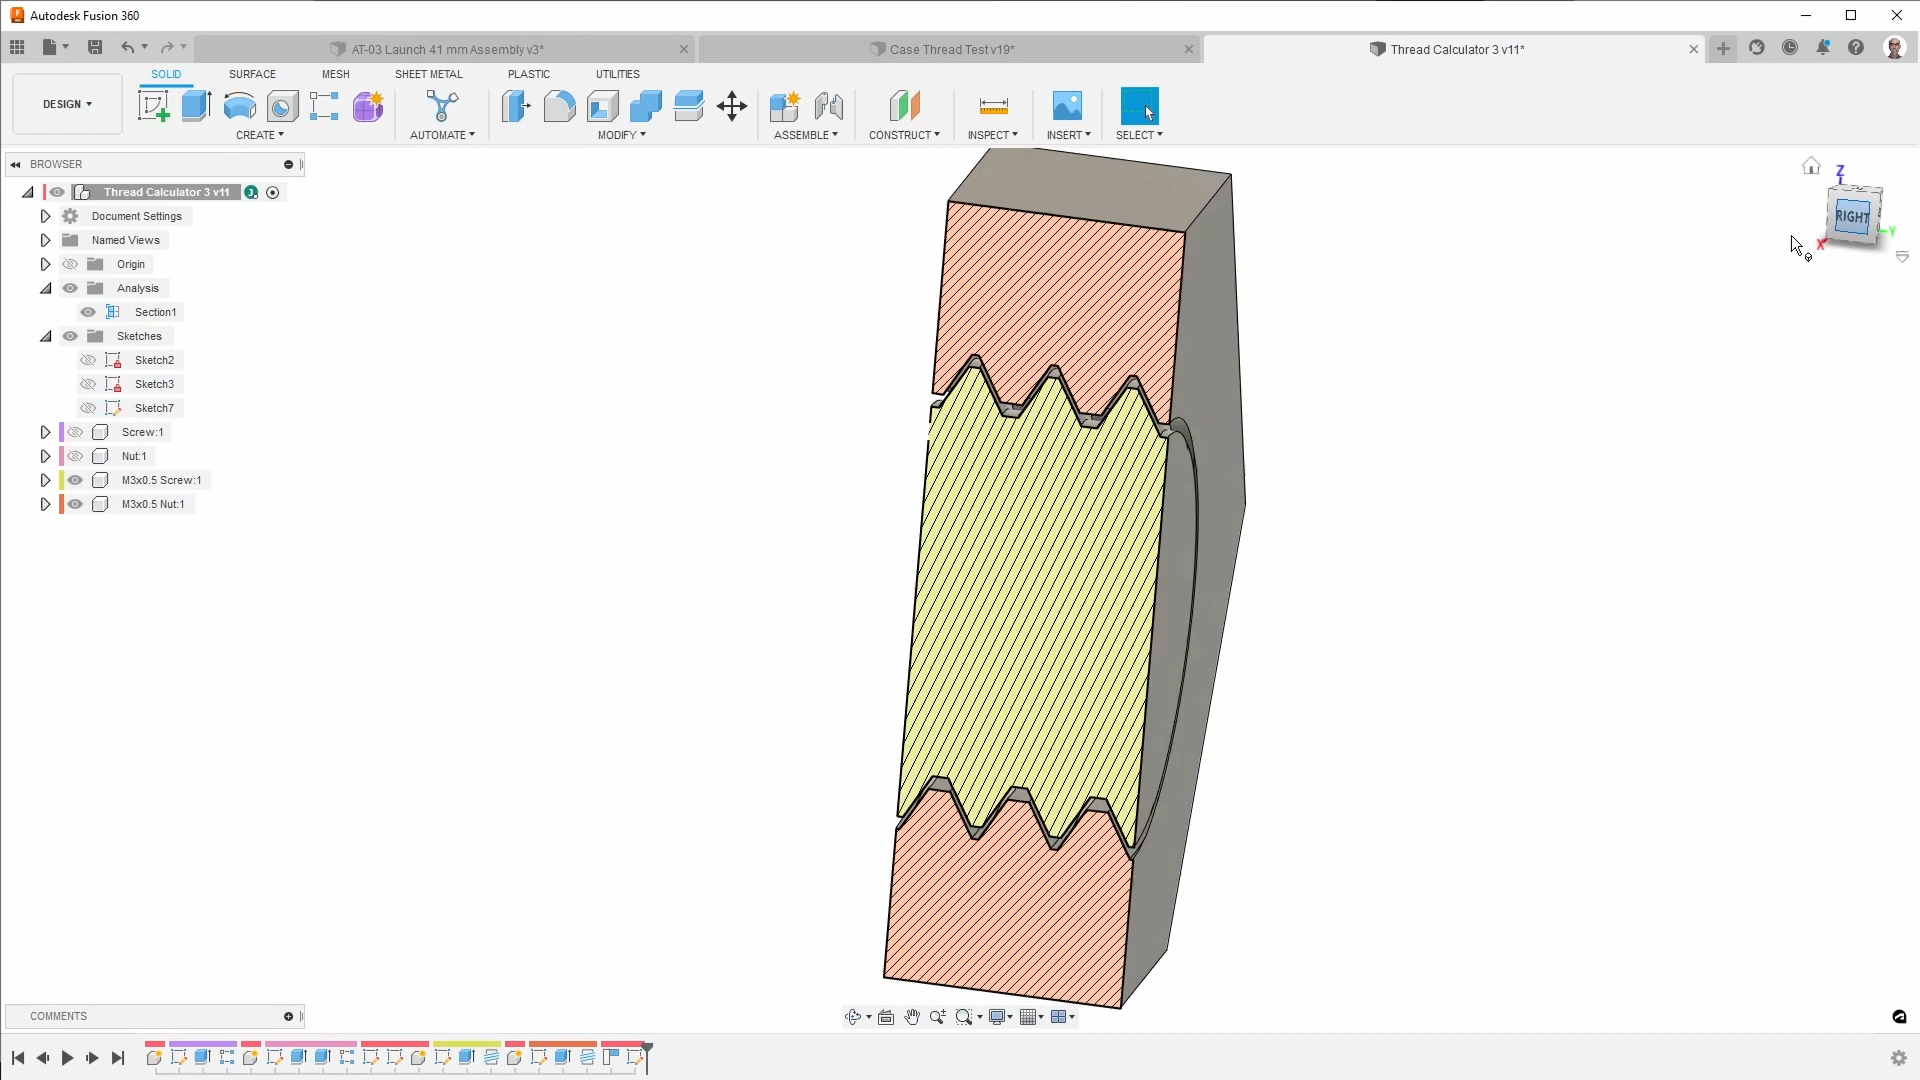 Autodesk Fusion 360
AT-03 Launch 41 mm Assembly v3*
Case Thread Test v19*
Thread Calculator 3 v11*
SOLID
SURFACE
MESH
SHEET METAL
PLASTIC
UTILITIES
DESIGN
CREATE
AUTOMATE
MODIFY
ASSEMBLE
CONSTRUCT
INSPECT
INSERT
SELECT
BROWSER
Thread Calculator 3 v11
Document Settings
Named Views
Origin
Analysis
Section1
Sketches
Sketch2
Sketch3
Sketch7
Screw:1
Nut:1
M3x0.5 Screw:1
M3x0.5 Nut:1
Z
RIGHT
Y
X
COMMENTS